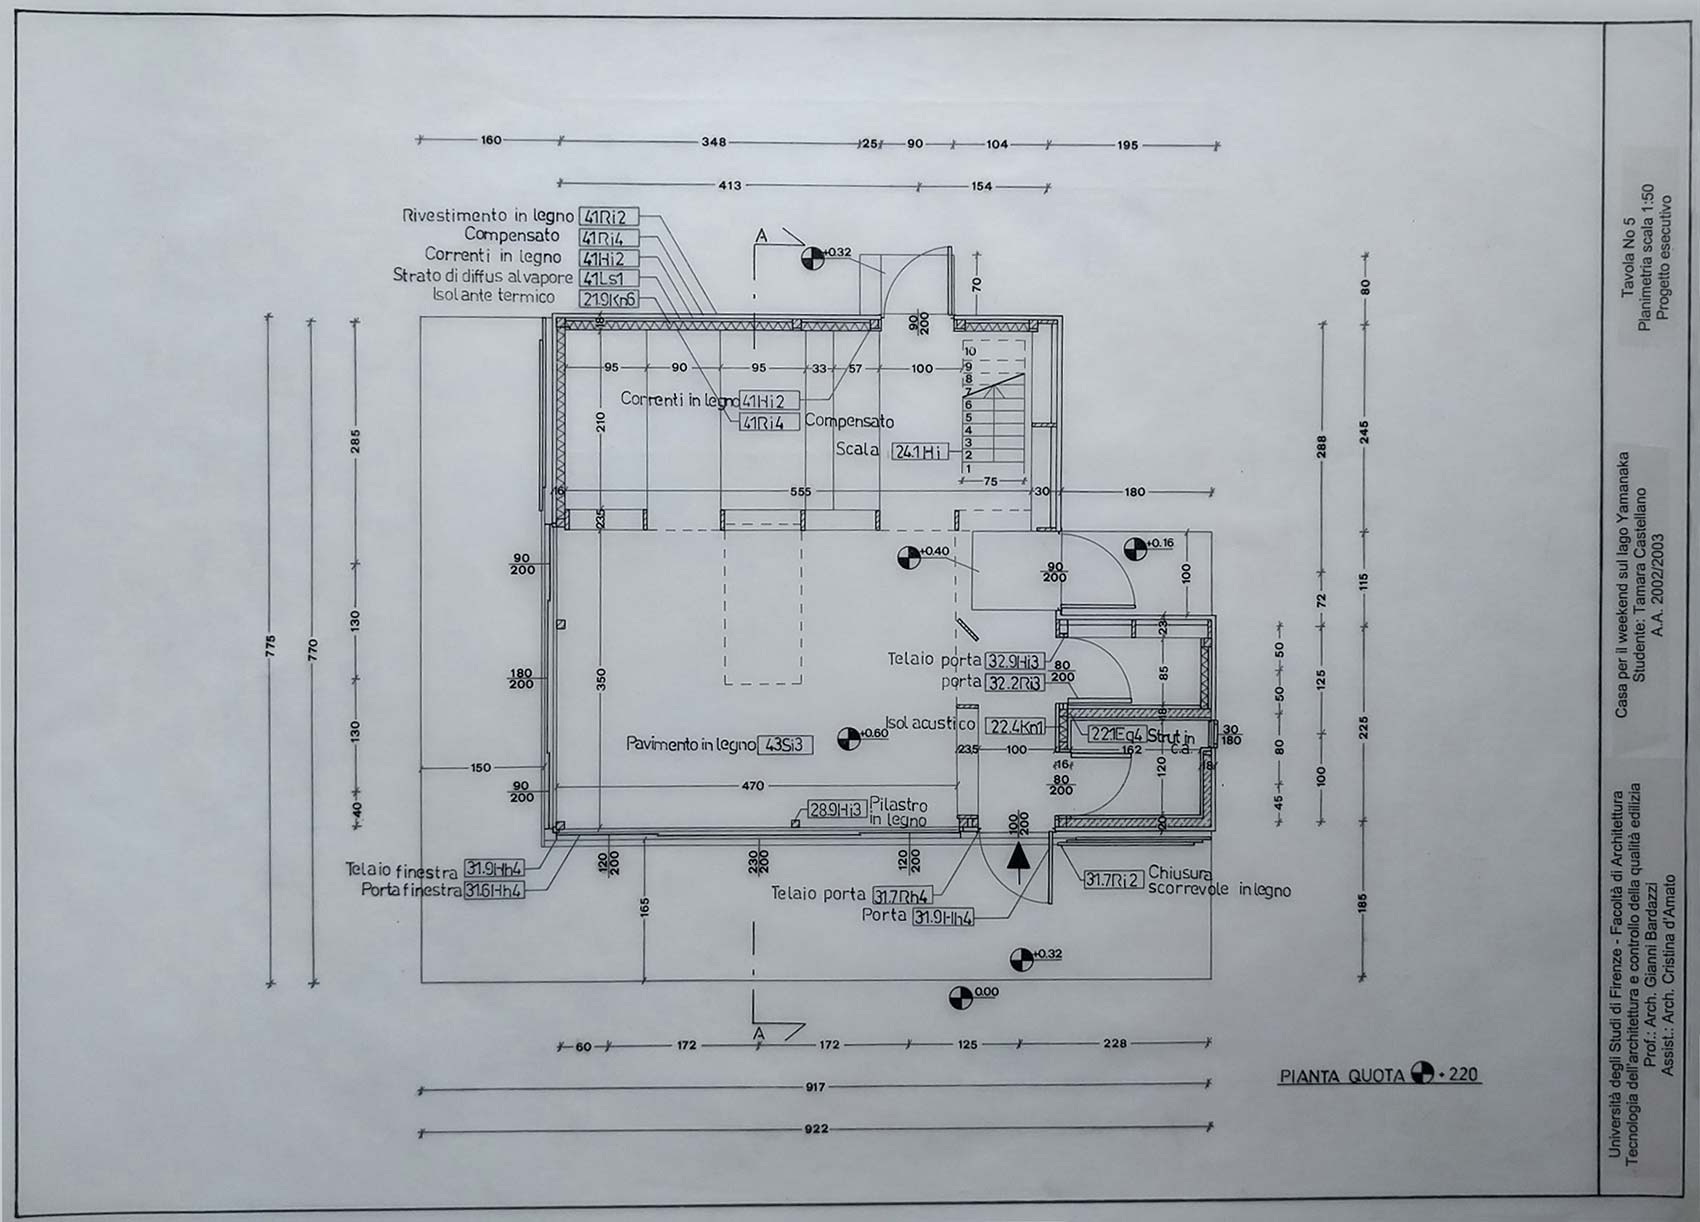 160 348 25 90 104 195
413 154
Rivestimento in legno 41Ri2
Compensato 41Ri4
Correnti in legno 41Hi2
Strato di diffus al vapore 41Ls1
Isolante termico 21.9Kn6
A
+0.32
70
80
18
90
200
95 90 95 33 57 100
10
9
8
7
6
5
4
3
2
1
Correnti in legno 41Hi2
41Ri4 Compensato
Scala 24.1Hi
75
210
285
288
245
16 555 30 180
235
+0.40
+0.16
90
200
90
200
100
72
115
775
770
130
23
50
Telaio porta 32.9Hi3
porta 32.2Ri3
80
200
85
180
200
350
50
125
18
Isol acustico 22.4Kn1
22.1Eq4 Strut in
c.a.
30
180
+0.60
Pavimento in legno 43Si3
235 100 162
16
18
120
130
80
225
150
470
80
200
90
200
100
40
45
28.9Hi3 Pilastro
in legno
20
100
200
120
200
230
200
120
200
Telaio finestra 31.9Hh4
Porta finestra 31.6Hh4
Telaio porta 31.7Rh4
Porta 31.9Hh4
31.7Ri2 Chiusura
scorrevole in legno
165
185
+0.32
0.00
A
60 172 172 125 228
917
922
PIANTA QUOTA + 220
Tavola No 5
Planimetria scala 1:50
Progetto esecutivo
Casa per il weekend sul lago Yamanaka
Studente: Tamara Castellano
A.A. 2002/2003
Università degli Studi di Firenze - Facoltà di Architettura
Tecnologia dell'architettura e controllo della qualità edilizia
Prof.: Arch. Gianni Bardazzi
Assist.: Arch. Cristina d'Amato